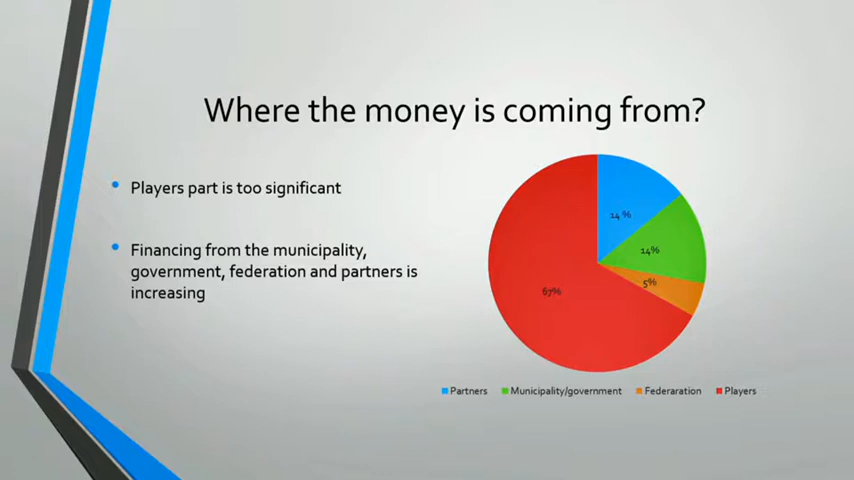 Where the money is coming from?
Players part is too significant
Financing from the municipality,
government, federation and partners is
increasing
14 %
14%
5%
67%
Partners
Municipality/government
Federaration
Players